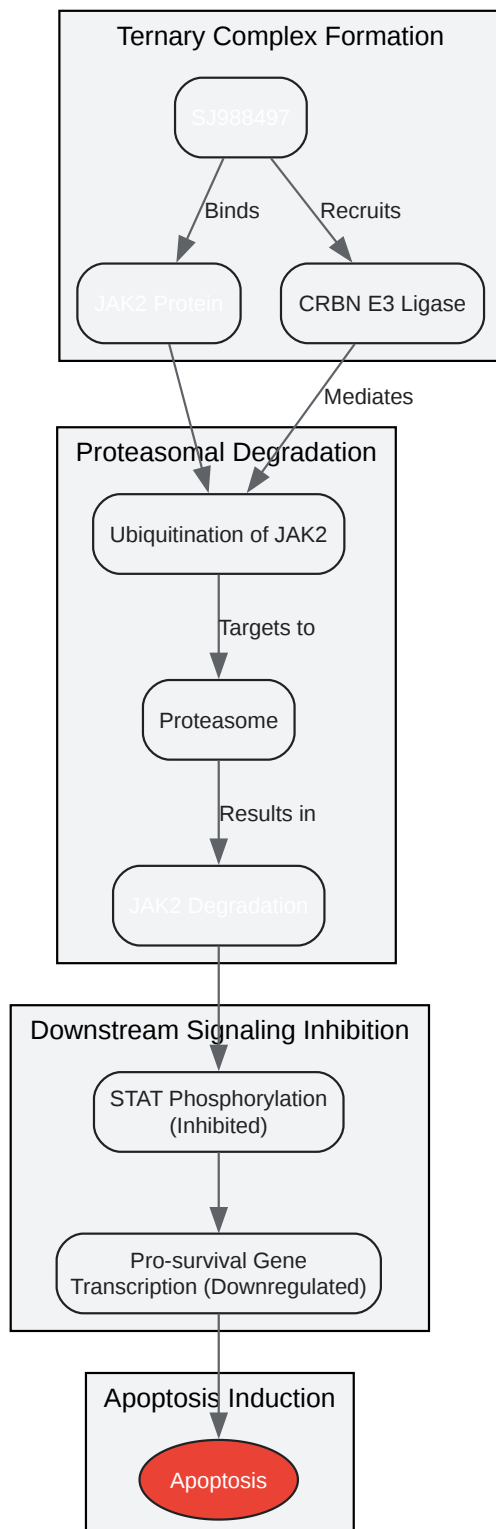 Ternary Complex Formation
SJ988497
Binds
Recruits
JAK2 Protein
CRBN E3 Ligase
Mediates
Proteasomal Degradation
Ubiquitination of JAK2
Targets to
Proteasome
Results in
JAK2 Degradation
Downstream Signaling Inhibition
STAT Phosphorylation
(Inhibited)
Pro-survival Gene
Transcription (Downregulated)
Apoptosis Induction
Apoptosis